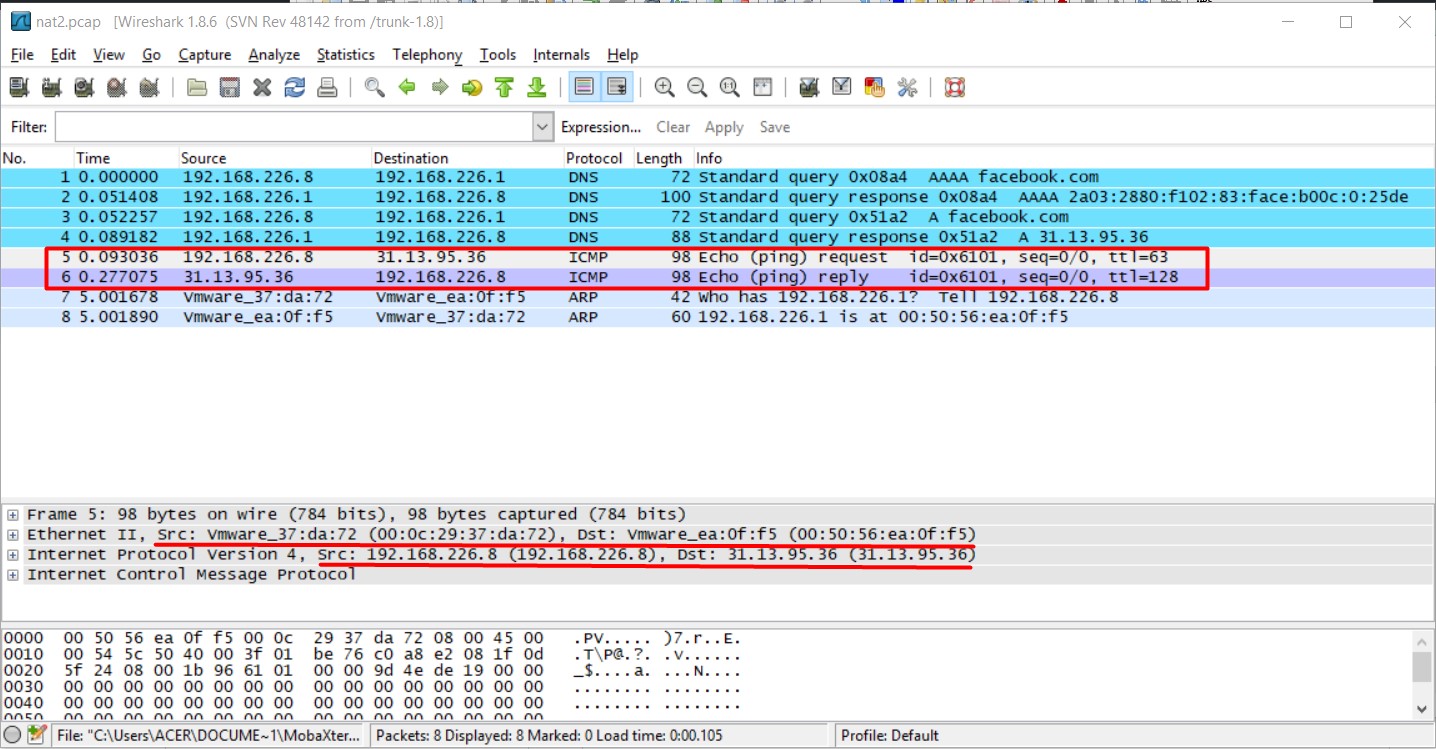 nat2.pcap [Wireshark 1.8.6 (SVN Rev 48142 from /trunk-1.8)]
File Edit View Go Capture Analyze Statistics Telephony Tools Internals Help
Filter: Expression... Clear Apply Save
No. Time Source Destination Protocol Length Info
1 0.000000 192.168.226.8 192.168.226.1 DNS 72 Standard query 0x08a4 AAAA facebook.com
2 0.051408 192.168.226.1 192.168.226.8 DNS 100 Standard query response 0x08a4 AAAA 2a03:2880:f102:83:face:b00c:0:25de
3 0.052257 192.168.226.8 192.168.226.1 DNS 72 Standard query 0x51a2 A facebook.com
4 0.089182 192.168.226.1 192.168.226.8 DNS 88 Standard query response 0x51a2 A 31.13.95.36
5 0.093036 192.168.226.8 31.13.95.36 ICMP 98 Echo (ping) request id=0x6101, seq=0/0, ttl=63
6 0.277075 31.13.95.36 192.168.226.8 ICMP 98 Echo (ping) reply id=0x6101, seq=0/0, ttl=128
7 5.001678 Vmware_37:da:72 Vmware_ea:0f:f5 ARP 42 Who has 192.168.226.1? Tell 192.168.226.8
8 5.001890 Vmware_ea:0f:f5 Vmware_37:da:72 ARP 60 192.168.226.1 is at 00:50:56:ea:0f:f5
Frame 5: 98 bytes on wire (784 bits), 98 bytes captured (784 bits)
Ethernet II, Src: Vmware_37:da:72 (00:0c:29:37:da:72), Dst: Vmware_ea:0f:f5 (00:50:56:ea:0f:f5)
Internet Protocol Version 4, Src: 192.168.226.8 (192.168.226.8), Dst: 31.13.95.36 (31.13.95.36)
Internet Control Message Protocol
0000 00 50 56 ea 0f f5 00 0c 29 37 da 72 08 00 45 00 .PV..... )7.r..E.
0010 00 54 5c 50 40 00 3f 01 be 76 c0 a8 e2 08 1f 0d .T\P@.?. .v......
0020 5f 24 08 00 1b 96 61 01 00 00 9d 4e de 19 00 00 _$....a. ...N....
0030 00 00 00 00 00 00 00 00 00 00 00 00 00 00 00 00 ........ ........
0040 00 00 00 00 00 00 00 00 00 00 00 00 00 00 00 00 ........ ........
File: "C:\Users\ACER\DOCUME~1\MobaXter... Packets: 8 Displayed: 8 Marked: 0 Load time: 0:00.105 Profile: Default